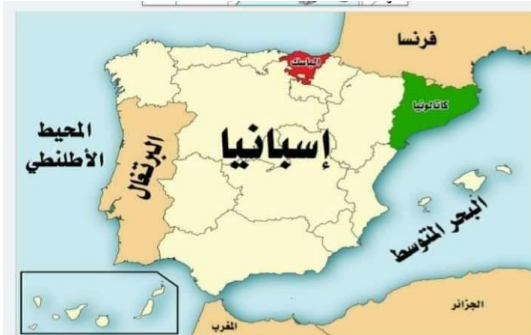 فرنسا
الباسك
كاتالونيا
إسبانيا
المحيط
الأطلنطي
البرتغال
البحر المتوسط
الجزائر
المغرب